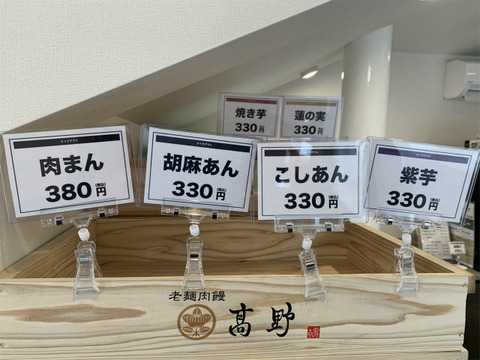 焼き芋
330円
蓮の実
330円
肉まん
380円
胡麻あん
330円
こしあん
330円
紫芋
330円
老麺肉饅
髙野